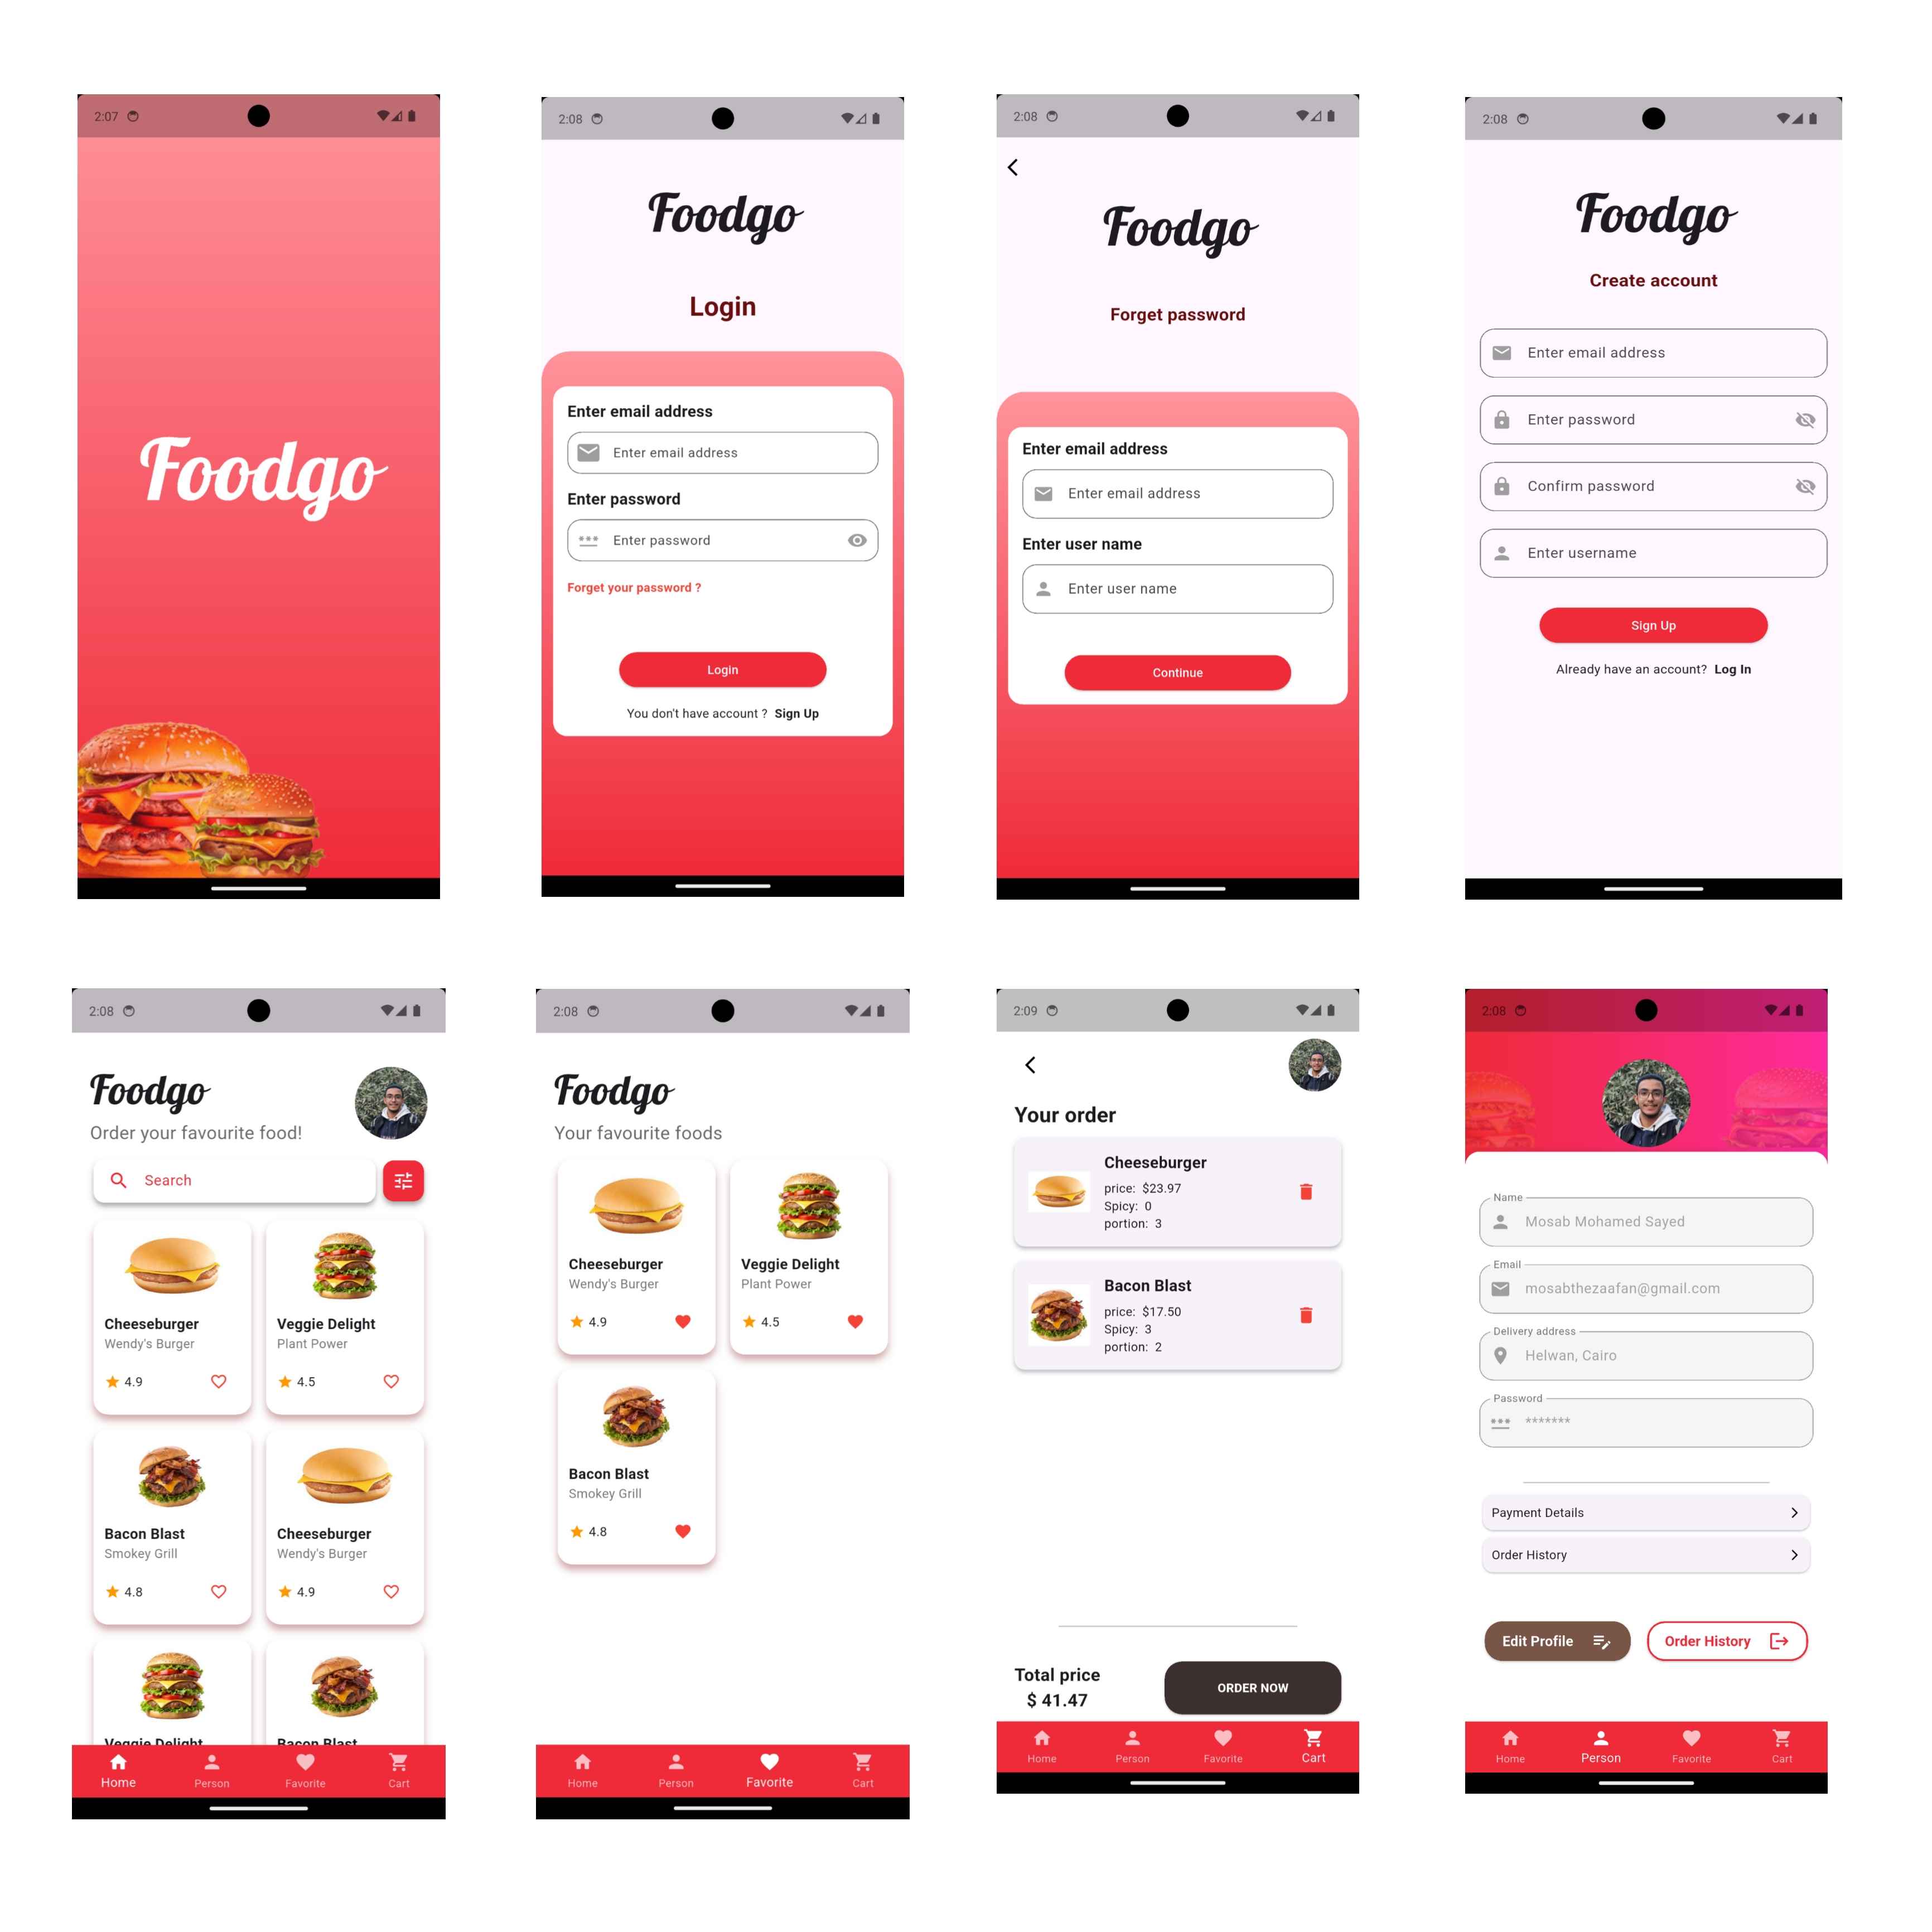 2:07
Foodgo
2:08
Foodgo
Login
Enter email address
Enter email address
Enter password
Enter password
Forget your password ?
Login
You don't have account ? Sign Up
2:08
Foodgo
Forget password
Enter email address
Enter email address
Enter user name
Enter user name
Continue
2:08
Foodgo
Create account
Enter email address
Enter password
Confirm password
Enter username
Sign Up
Already have an account? Log In
2:08
Foodgo
Order your favourite food!
Search
Cheeseburger
Wendy's Burger
4.9
Veggie Delight
Plant Power
4.5
Bacon Blast
Smokey Grill
4.8
Cheeseburger
Wendy's Burger
4.9
Veggie Delight
Bacon Blast
Home Person Favorite Cart
2:08
Foodgo
Your favourite foods
Cheeseburger
Wendy's Burger
4.9
Veggie Delight
Plant Power
4.5
Bacon Blast
Smokey Grill
4.8
Home Person Favorite Cart
2:09
Your order
Cheeseburger
price: $23.97
Spicy: 0
portion: 3
Bacon Blast
price: $17.50
Spicy: 3
portion: 2
Total price
$ 41.47
ORDER NOW
Home Person Favorite Cart
2:08
Name
Mosab Mohamed Sayed
Email
mosabthezaafan@gmail.com
Delivery address
Helwan, Cairo
Password
*******
Payment Details
Order History
Edit Profile
Order History
Home Person Favorite Cart